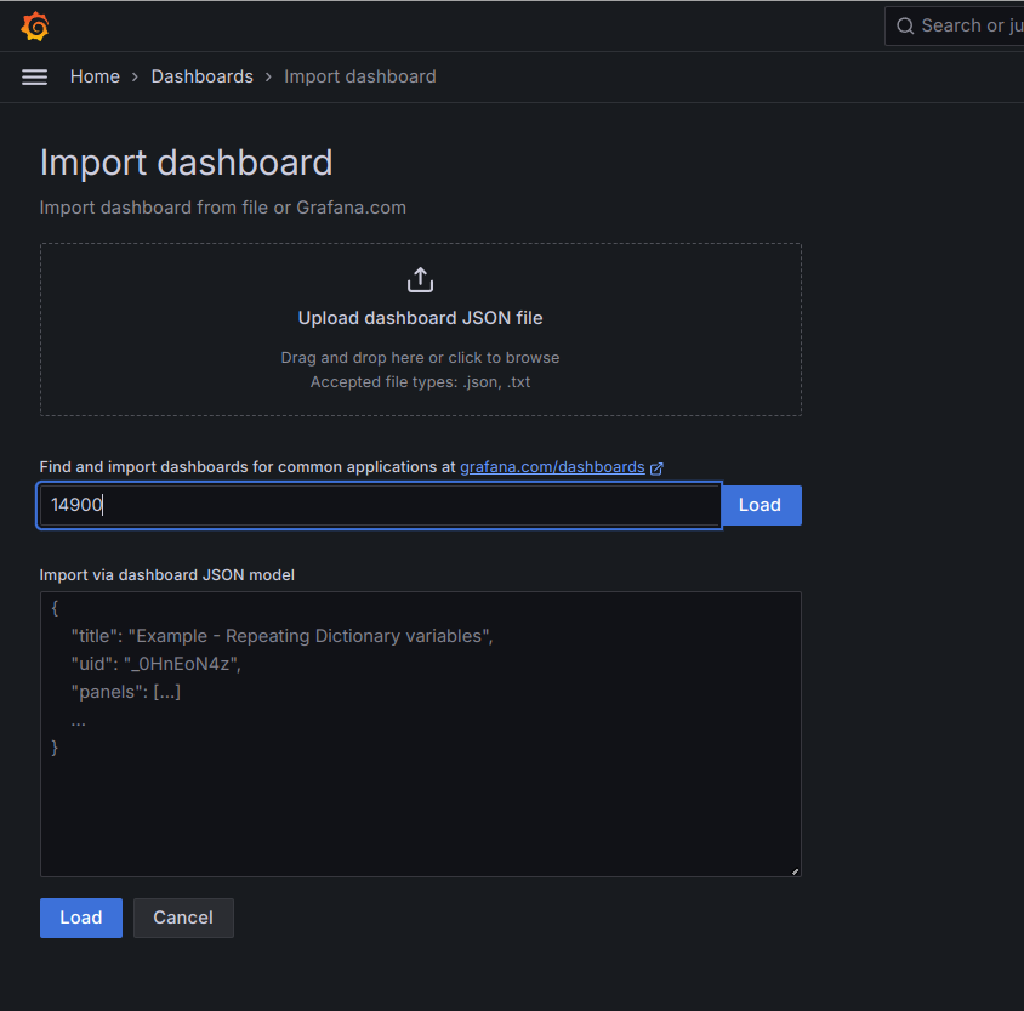 Search or ju
Home › Dashboards › Import dashboard
Import dashboard
Import dashboard from file or Grafana.com
Upload dashboard JSON file
Drag and drop here or click to browse
Accepted file types: .json, .txt
Find and import dashboards for common applications at grafana.com/dashboards
14900
Load
Import via dashboard JSON model
{
"title": "Example - Repeating Dictionary variables",
"uid": "_0HnEoN4z",
"panels": [...]
...
}
Load
Cancel